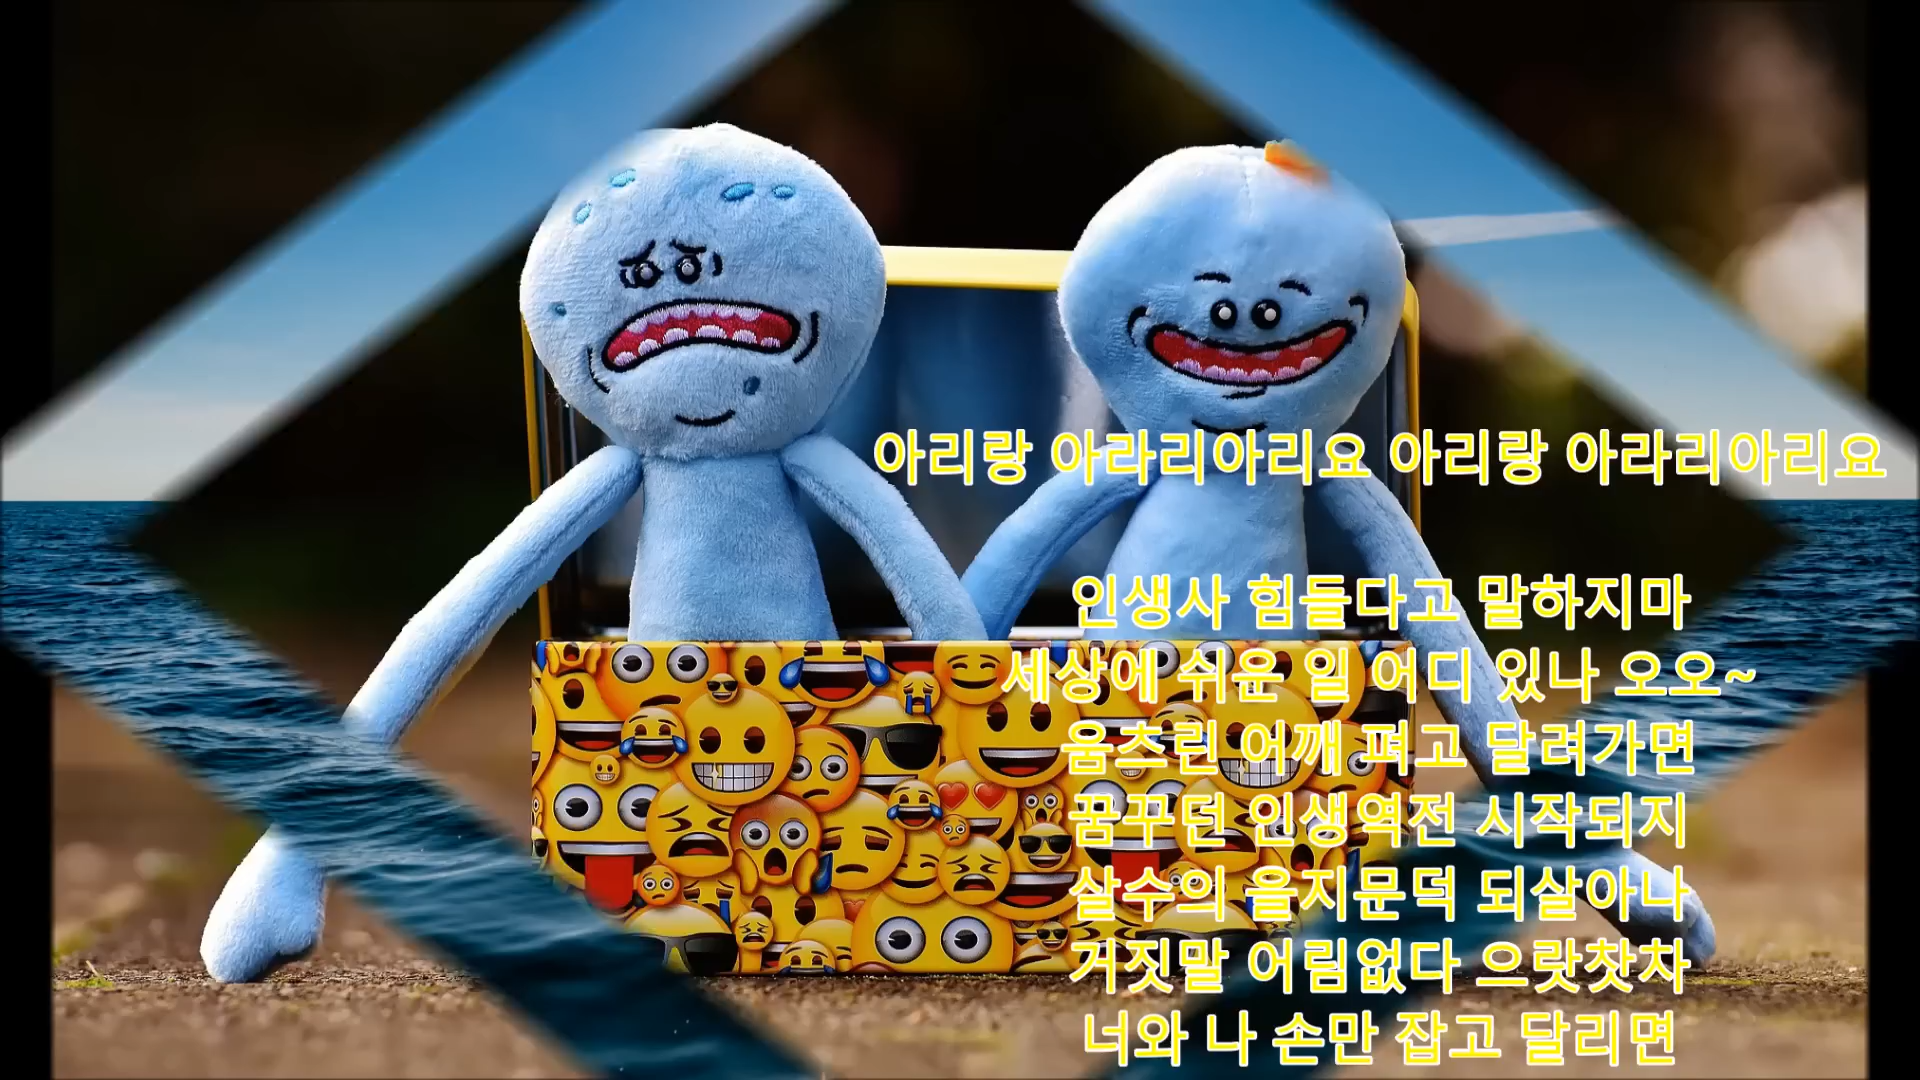 아리랑 아라리아리요 아리랑 아라리아리요
인생사 힘들다고 말하지마
세상에 쉬운 일 어디 있나 오오~
움츠린 어깨 펴고 달려가면
꿈꾸던 인생역전 시작되지
살수의 을지문덕 되살아나
거짓말 어림없다 으랏찻차
너와 나 손만 잡고 달리면